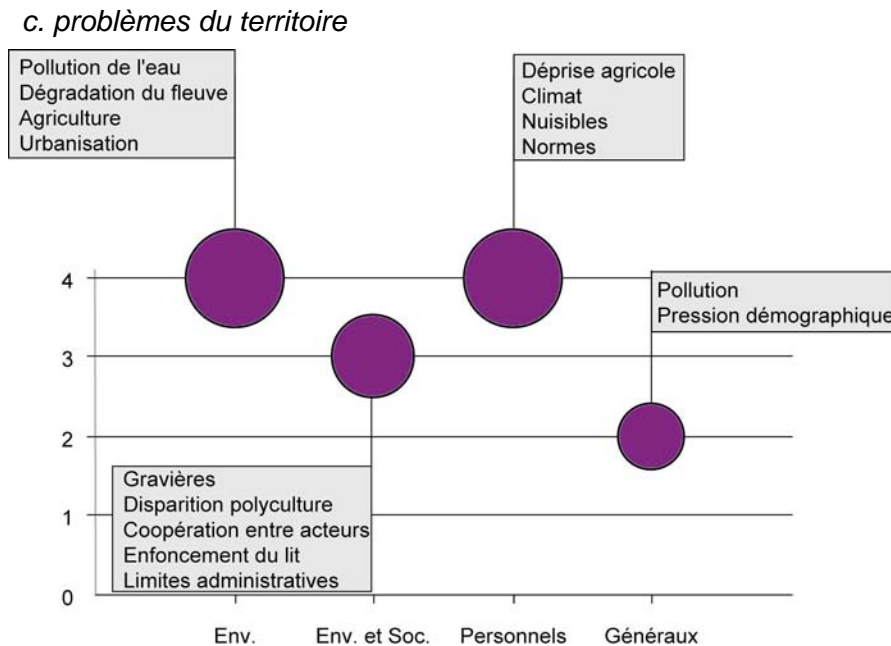 c. problèmes du territoire
Pollution de l'eau
Dégradation du fleuve
Agriculture
Urbanisation
Déprise agricole
Climat
Nuisibles
Normes
Pollution
Pression démographique
Gravières
Disparition polyculture
Coopération entre acteurs
Enfoncement du lit
Limites administratives
4
3
2
1
0
Env.
Env. et Soc.
Personnels
Généraux